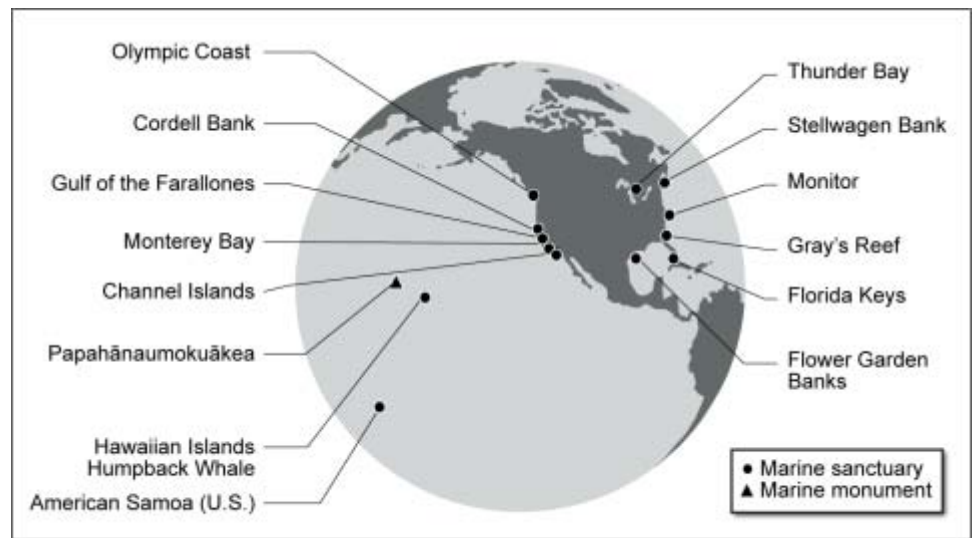 Olympic Coast
Cordell Bank
Gulf of the Farallones
Monterey Bay
Channel Islands
Papahānaumokuākea
Hawaiian Islands
Humpback Whale
American Samoa (U.S.)
Thunder Bay
Stellwagen Bank
Monitor
Gray's Reef
Florida Keys
Flower Garden
Banks
Marine sanctuary
Marine monument